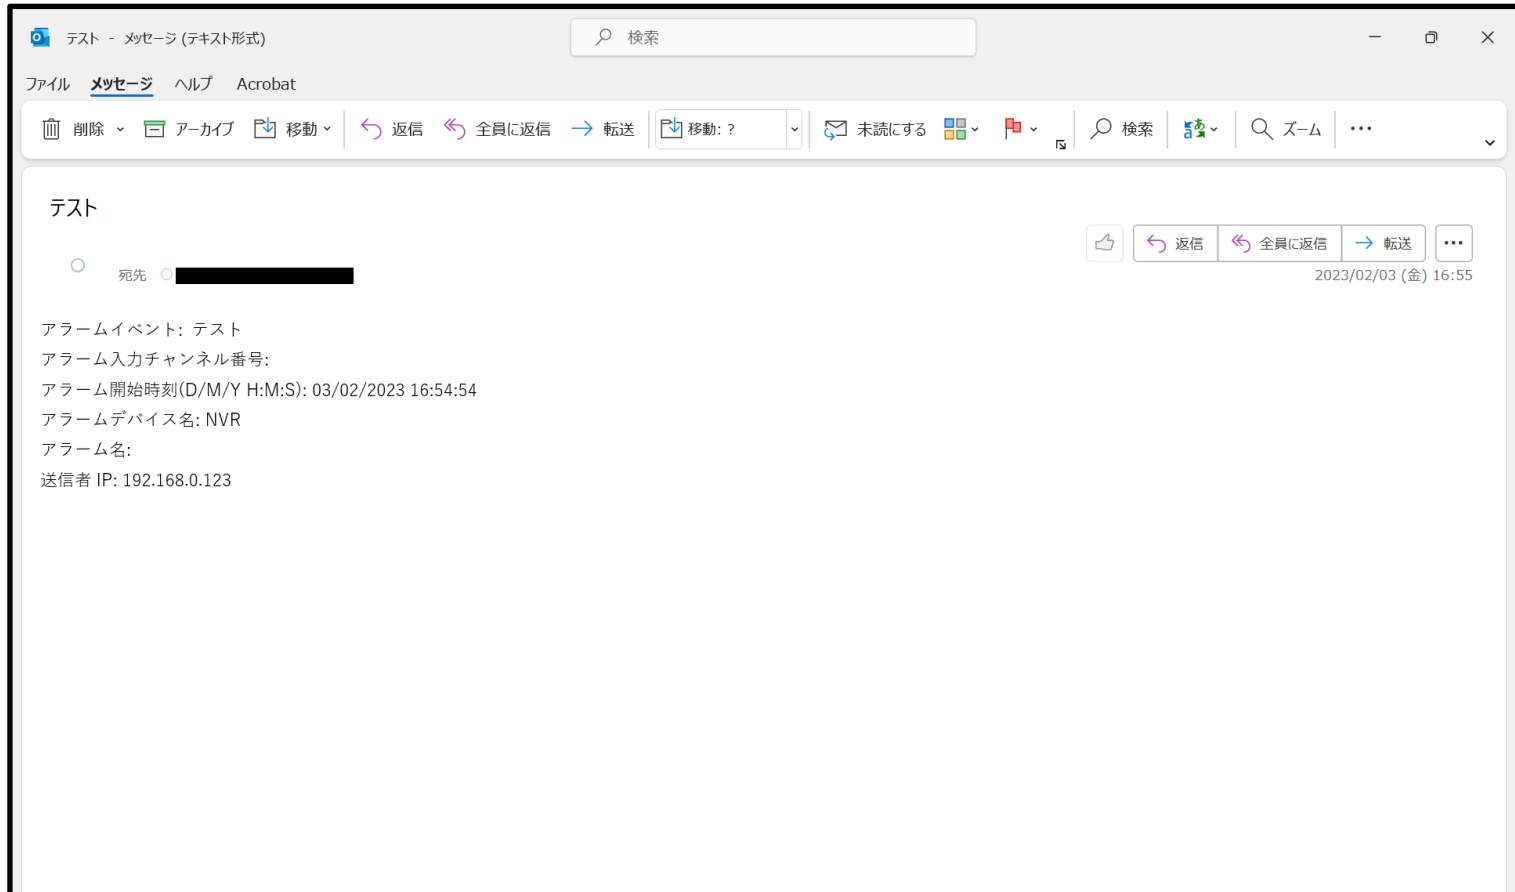 テスト - メッセージ (テキスト形式)
検索
ファイル メッセージ ヘルプ Acrobat
削除 アーカイブ 移動 返信 全員に返信 転送 移動: ? 未読にする 検索 ズーム
テスト
返信 全員に返信 転送
宛先
2023/02/03 (金) 16:55
アラームイベント: テスト
アラーム入力チャンネル番号:
アラーム開始時刻(D/M/Y H:M:S): 03/02/2023 16:54:54
アラームデバイス名: NVR
アラーム名:
送信者 IP: 192.168.0.123